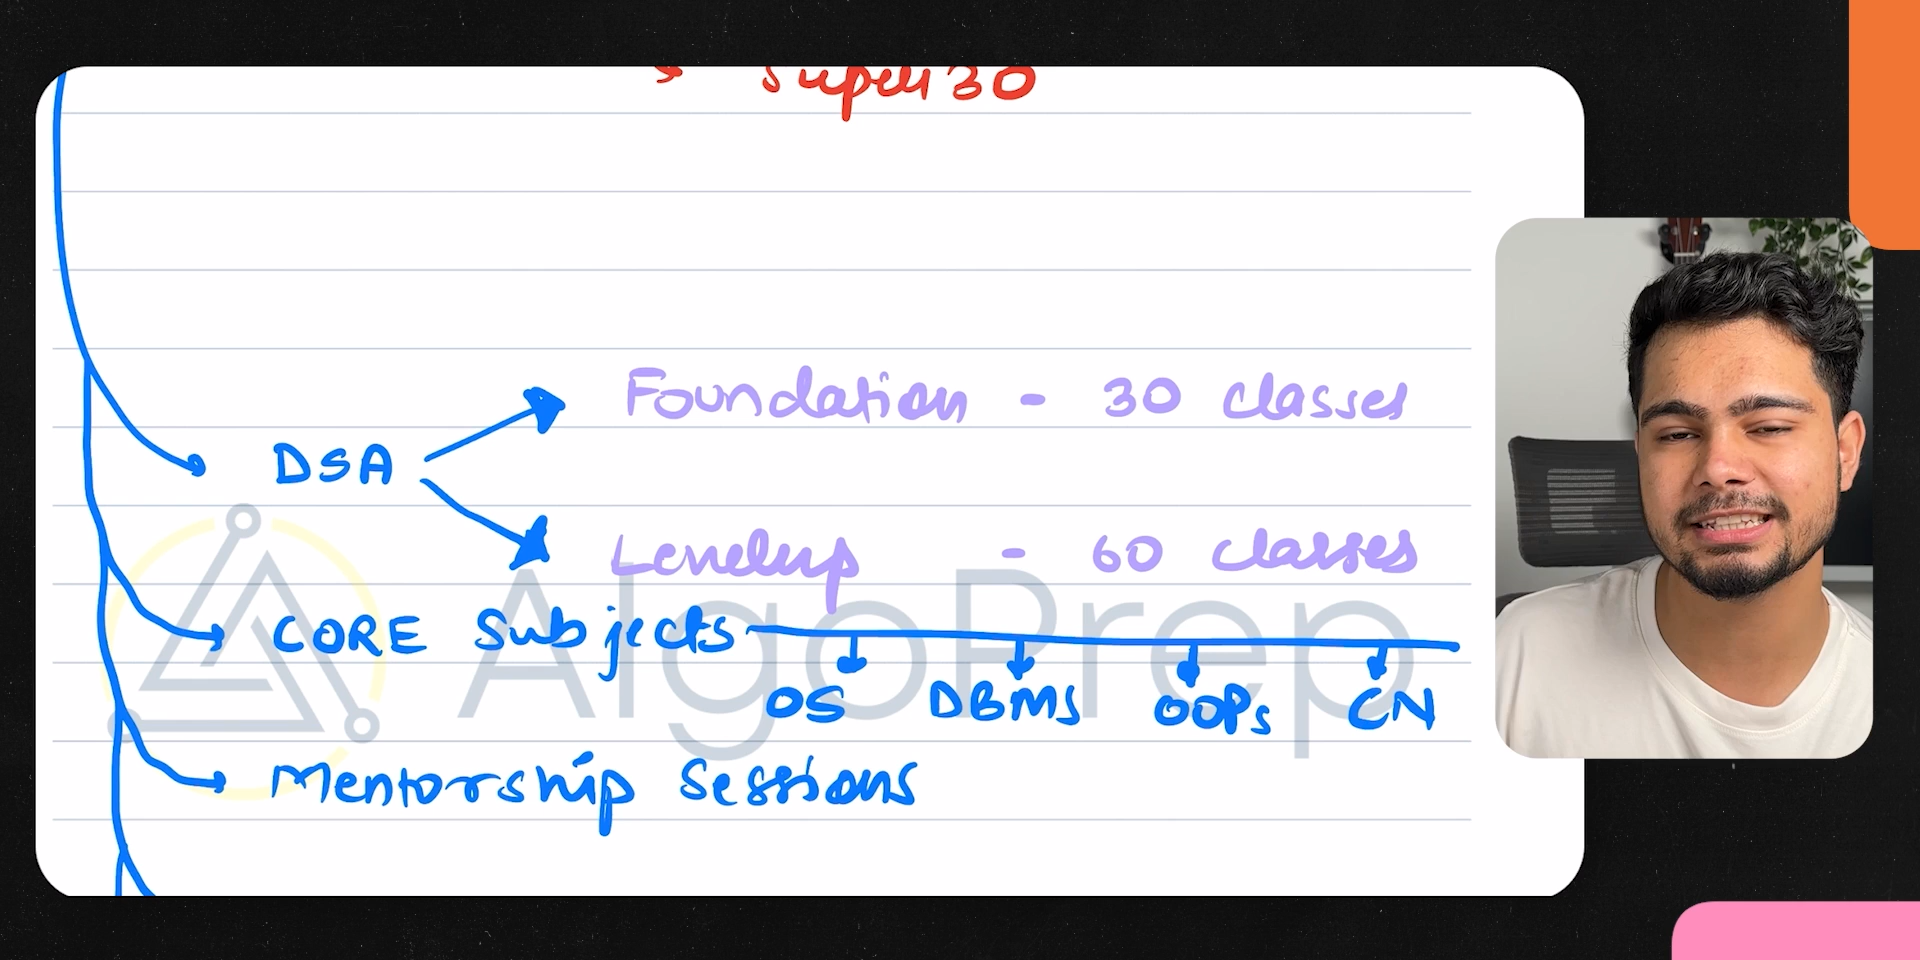 Super 30
Foundation - 30 classes
DSA
Levelup - 60 classes
CORE Subjects
OS DBMS OOPs CN
Mentorship Sessions
AlgoPrep